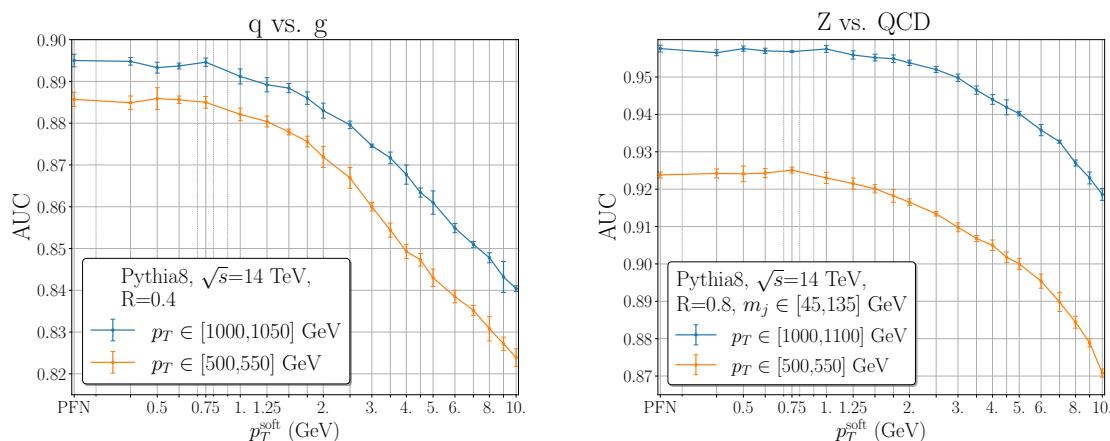 q vs. g
0.90
0.89
0.88
0.87
0.86
0.85
0.84
0.83
0.82
AUC
Pythia8, √s=14 TeV,
R=0.4
p_T ∈ [1000,1050] GeV
p_T ∈ [500,550] GeV
PFN 0.5 0.75 1. 1.25 2. 3. 4. 5. 6. 8. 10.
p_T^soft (GeV)
Z vs. QCD
0.95
0.94
0.93
0.92
0.91
0.90
0.89
0.88
0.87
AUC
Pythia8, √s=14 TeV,
R=0.8, m_j ∈ [45,135] GeV
p_T ∈ [1000,1100] GeV
p_T ∈ [500,550] GeV
PFN 0.5 0.75 1. 1.25 2. 3. 4. 5. 6. 8. 10.
p_T^soft (GeV)